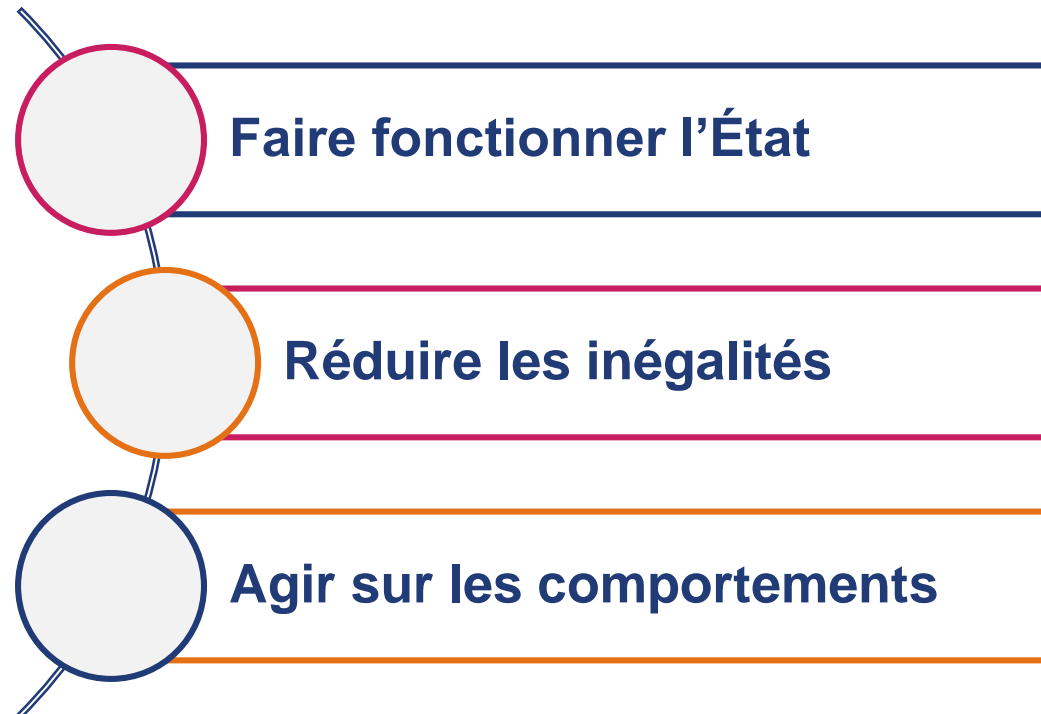 Faire fonctionner l’État
Réduire les inégalités
Agir sur les comportements